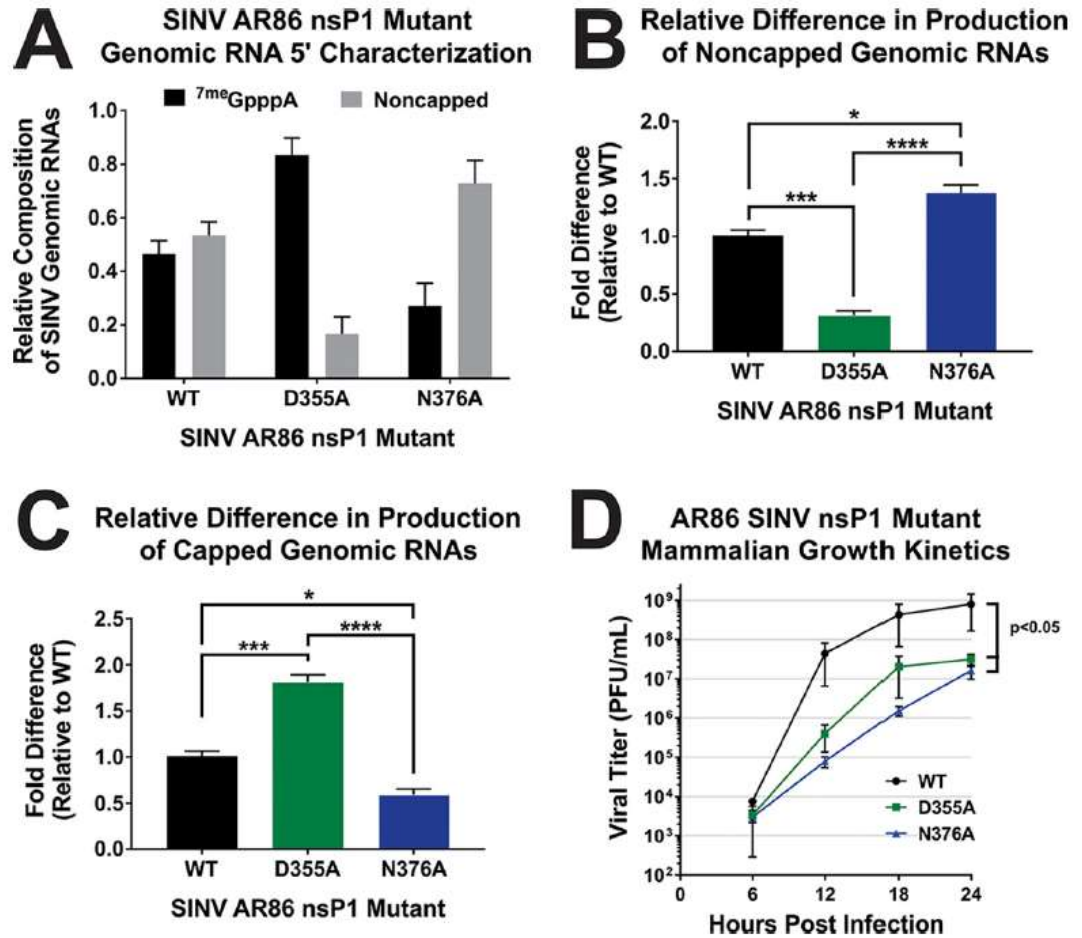 A
SINV AR86 nsP1 Mutant
Genomic RNA 5' Characterization
7meGpppA
Noncapped
Relative Composition
of SINV Genomic RNAs
1.0
0.8
0.6
0.4
0.2
0.0
WT
D355A
N376A
SINV AR86 nsP1 Mutant
B
Relative Difference in Production
of Noncapped Genomic RNAs
Fold Difference
(Relative to WT)
2.0
1.5
1.0
0.5
0.0
*
****
***
WT
D355A
N376A
SINV AR86 nsP1 Mutant
C
Relative Difference in Production
of Capped Genomic RNAs
Fold Difference
(Relative to WT)
2.5
2.0
1.5
1.0
0.5
0.0
*
****
***
WT
D355A
N376A
SINV AR86 nsP1 Mutant
D
AR86 SINV nsP1 Mutant
Mammalian Growth Kinetics
Viral Titer (PFU/mL)
10⁹
10⁸
10⁷
10⁶
10⁵
10⁴
10³
10²
p<0.05
WT
D355A
N376A
0
6
12
18
24
Hours Post Infection